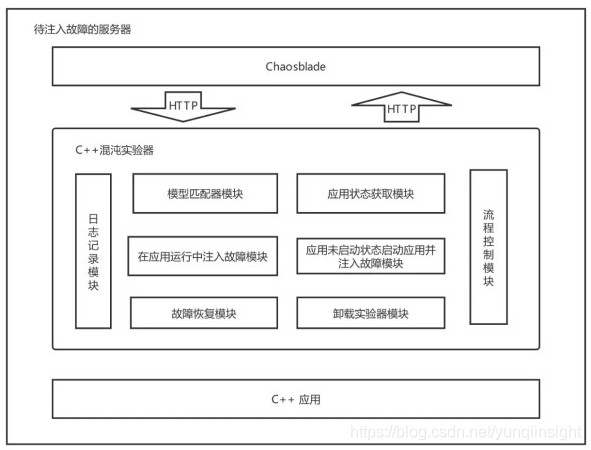 待注入故障的服务器
Chaosblade
HTTP
HTTP
C++混沌实验器
日志记录模块
模型匹配器模块
应用状态获取模块
流程控制模块
在应用运行中注入故障模块
应用未启动状态启动应用并
注入故障模块
故障恢复模块
卸载实验器模块
C++ 应用
https://blog.csdn.net/yunqiinsight